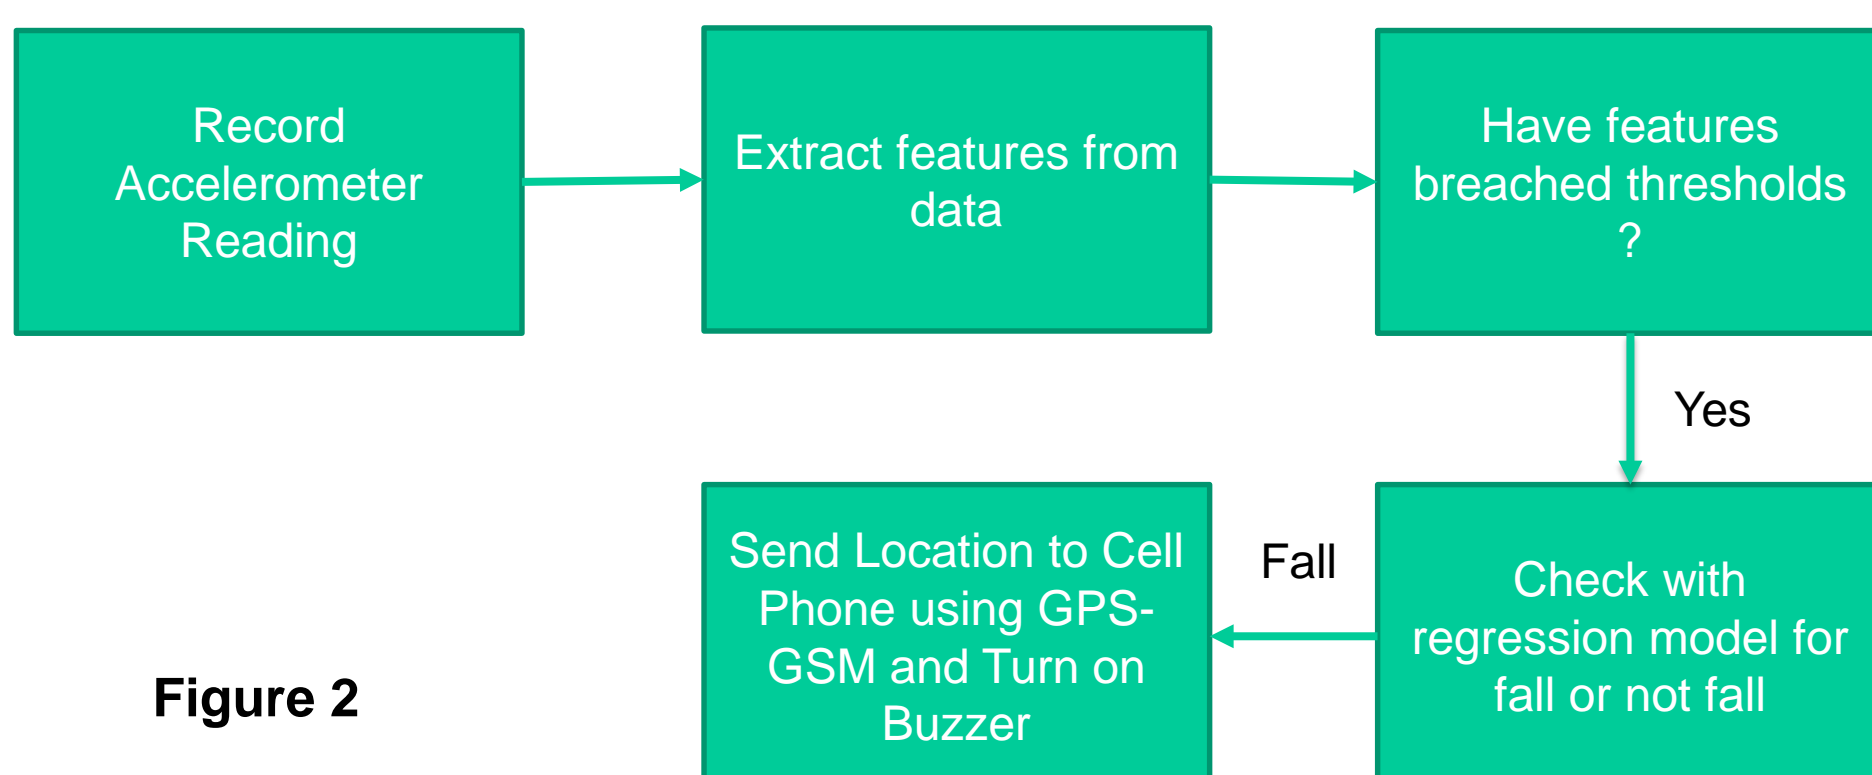 Record
Accelerometer
Reading
Extract features from
data
Have features
breached thresholds
?
Yes
Check with
regression model for
fall or not fall
Fall
Send Location to Cell
Phone using GPS-
GSM and Turn on
Buzzer
Figure 2